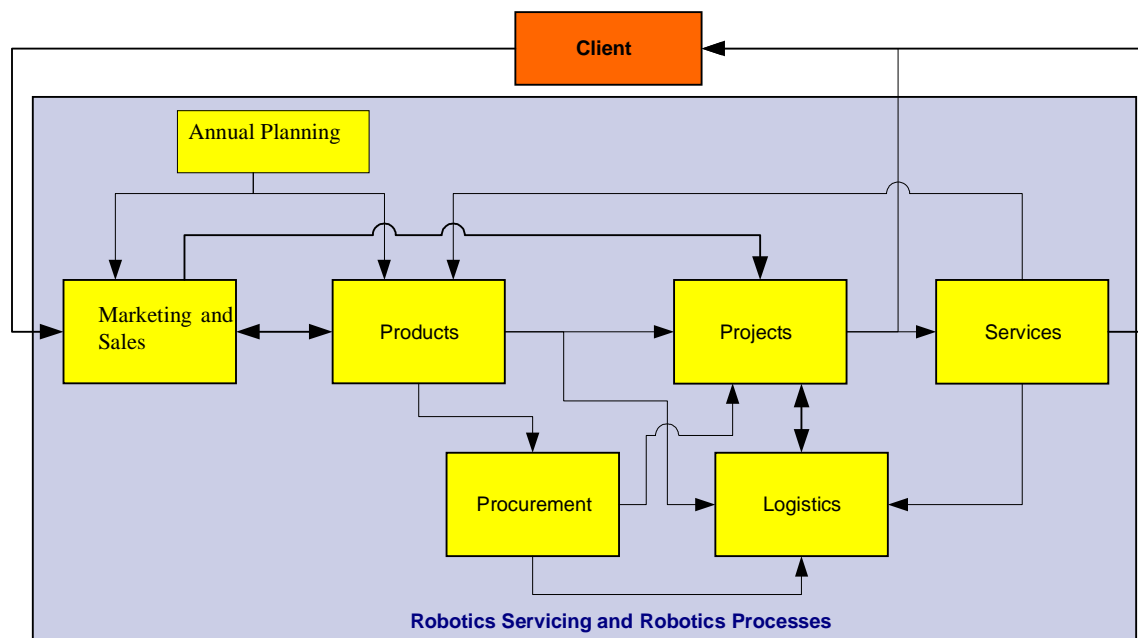 Client
Annual Planning
Marketing and
Sales
Products
Projects
Services
Procurement
Logistics
Robotics Servicing and Robotics Processes